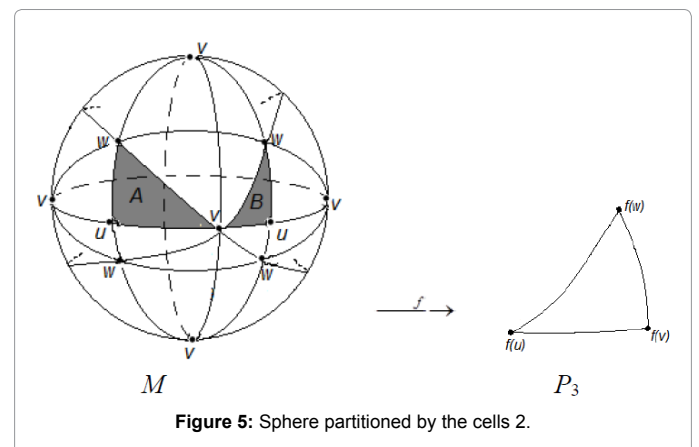 v
w w
A B
v v v
u u
w w
v
f
f(w)
f(u) f(v)
M P₃
Figure 5: Sphere partitioned by the cells 2.